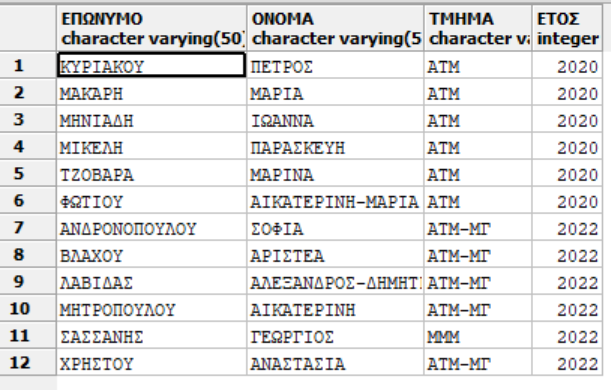 ΕΠΩΝΥΜΟ ΟΝΟΜΑ ΤΜΗΜΑ ΕΤΟΣ
character varying(50) character varying(5 character va integer
1 ΚΥΡΙΑΚΟΥ ΠΕΤΡΟΣ ΑΤΜ 2020
2 ΜΑΚΑΡΗ ΜΑΡΙΑ ΑΤΜ 2020
3 ΜΗΝΙΑΔΗ ΙΩΑΝΝΑ ΑΤΜ 2020
4 ΜΙΚΕΛΗ ΠΑΡΑΣΚΕΥΗ ΑΤΜ 2020
5 ΤΖΟΒΑΡΑ ΜΑΡΙΝΑ ΑΤΜ 2020
6 ΦΩΤΙΟΥ ΑΙΚΑΤΕΡΙΝΗ-ΜΑΡΙΑ ΑΤΜ 2020
7 ΑΝΔΡΟΝΟΠΟΥΛΟΥ ΣΟΦΙΑ ΑΤΜ-ΜΓ 2022
8 ΒΛΑΧΟΥ ΑΡΙΣΤΕΑ ΑΤΜ-ΜΓ 2022
9 ΛΑΒΙΔΑΣ ΑΛΕΞΑΝΔΡΟΣ-ΔΗΜΗΤ ΑΤΜ-ΜΓ 2022
10 ΜΗΤΡΟΠΟΥΛΟΥ ΑΙΚΑΤΕΡΙΝΗ ΑΤΜ-ΜΓ 2022
11 ΣΑΣΣΑΝΗΣ ΓΕΩΡΓΙΟΣ ΜΜΜ 2022
12 ΧΡΗΣΤΟΥ ΑΝΑΣΤΑΣΙΑ ΑΤΜ-ΜΓ 2022